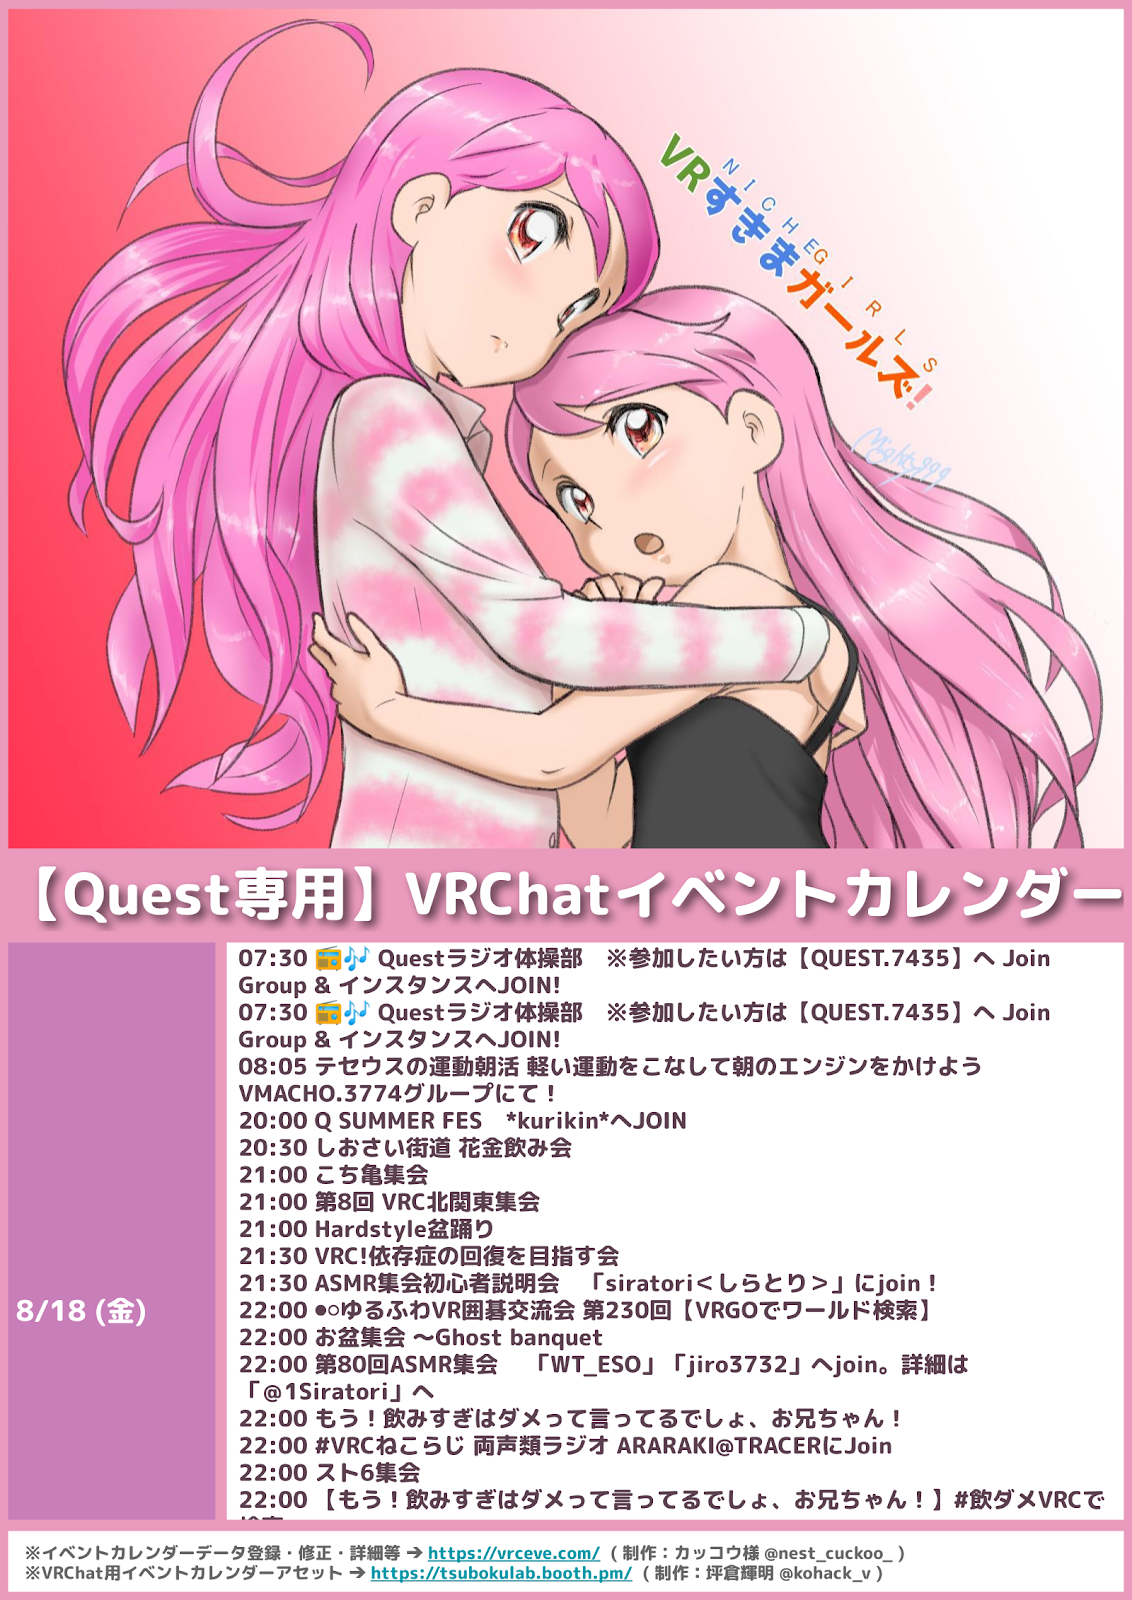 NICHE GIRLS
VRすきまガールズ!
Mighty999
【Quest専用】VRChatイベントカレンダー
8/18 (金)
07:30 📻🎶 Questラジオ体操部　※参加したい方は【QUEST.7435】へ Join
Group & インスタンスへJOIN!
07:30 📻🎶 Questラジオ体操部　※参加したい方は【QUEST.7435】へ Join
Group & インスタンスへJOIN!
08:05 テセウスの運動朝活 軽い運動をこなして朝のエンジンをかけよう
VMACHO.3774グループにて！
20:00 Q SUMMER FES　*kurikin*へJOIN
20:30 しおさい街道 花金飲み会
21:00 こち亀集会
21:00 第8回 VRC北関東集会
21:00 Hardstyle盆踊り
21:30 VRC!依存症の回復を目指す会
21:30 ASMR集会初心者説明会　「siratori＜しらとり＞」にjoin！
22:00 ●○ゆるふわVR囲碁交流会 第230回【VRGOでワールド検索】
22:00 お盆集会 〜Ghost banquet
22:00 第80回ASMR集会　「WT_ESO」「jiro3732」へjoin。詳細は
「@1Siratori」へ
22:00 もう！飲みすぎはダメって言ってるでしょ、お兄ちゃん！
22:00 #VRCねこらじ 両声類ラジオ ARARAKI@TRACERにJoin
22:00 スト6集会
22:00 【もう！飲みすぎはダメって言ってるでしょ、お兄ちゃん！】#飲ダメVRCで
※イベントカレンダーデータ登録・修正・詳細等 ➔ https://vrceve.com/ （ 制作：カッコウ様 @nest_cuckoo_ ）
※VRChat用イベントカレンダーアセット ➔ https://tsubokulab.booth.pm/ （ 制作：坪倉輝明 @kohack_v ）